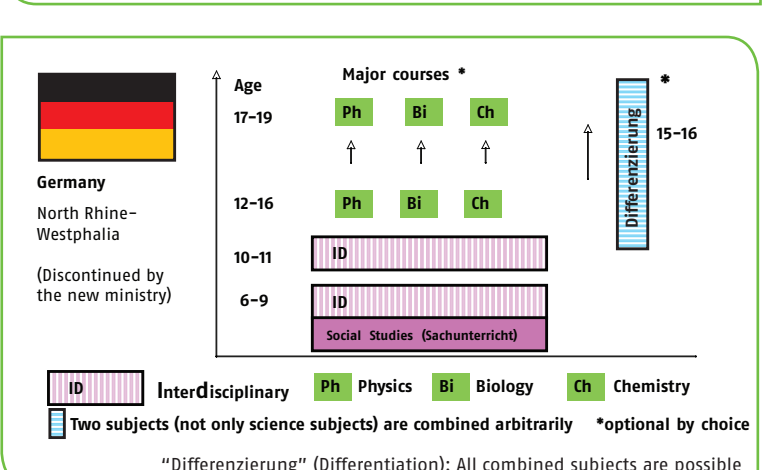 Germany
North Rhine-
Westphalia
(Discontinued by
the new ministry)
Age
Major courses *
17-19
Ph
Bi
Ch
12-16
Ph
Bi
Ch
10-11
ID
6-9
ID
Social Studies (Sachunterricht)
*
Differenzierung
15-16
ID Interdisciplinary Ph Physics Bi Biology Ch Chemistry
Two subjects (not only science subjects) are combined arbitrarily *optional by choice
"Differenzierung" (Differentiation): All combined subjects are possible